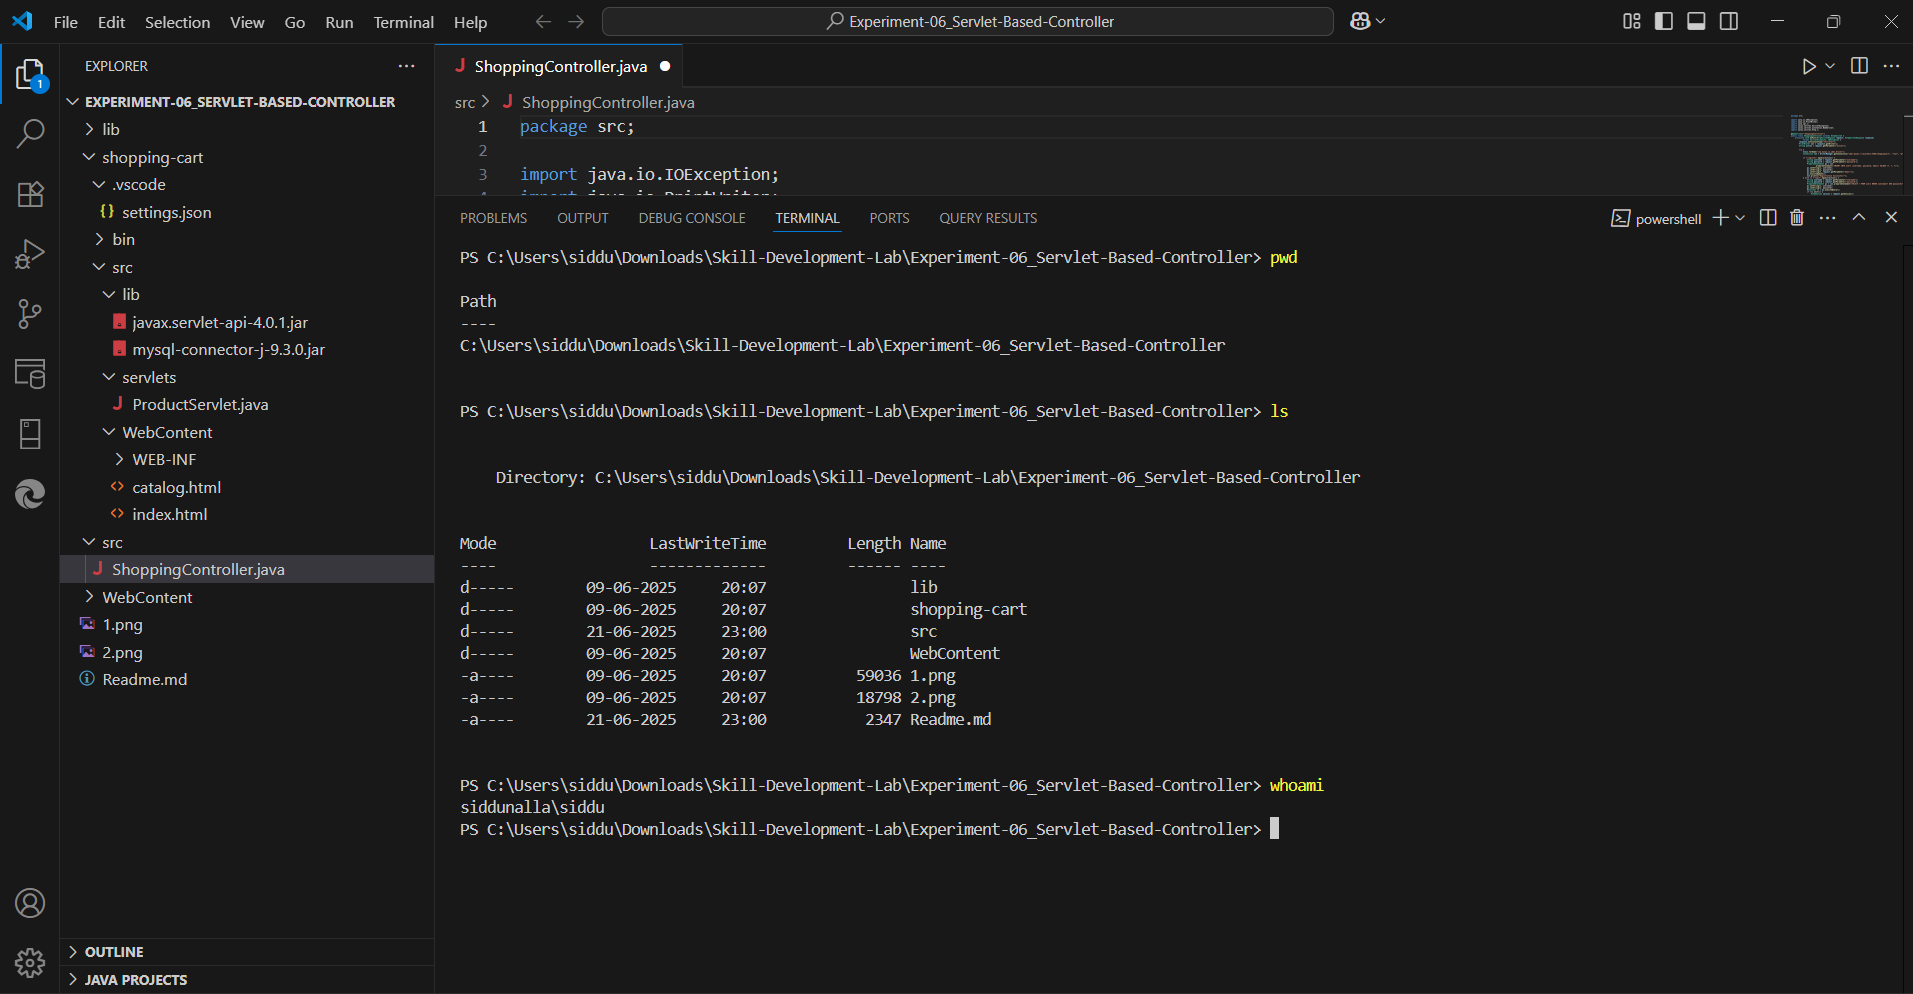 File Edit Selection View Go Run Terminal Help
Experiment-06_Servlet-Based-Controller
1
EXPLORER
EXPERIMENT-06_SERVLET-BASED-CONTROLLER
lib
shopping-cart
.vscode
{} settings.json
bin
src
lib
javax.servlet-api-4.0.1.jar
mysql-connector-j-9.3.0.jar
servlets
J ProductServlet.java
WebContent
WEB-INF
<> catalog.html
<> index.html
src
J ShoppingController.java
WebContent
1.png
2.png
Readme.md
OUTLINE
JAVA PROJECTS
J ShoppingController.java
src > J ShoppingController.java
1 package src;
2
3 import java.io.IOException;
PROBLEMS OUTPUT DEBUG CONSOLE TERMINAL PORTS QUERY RESULTS
powershell
PS C:\Users\siddu\Downloads\Skill-Development-Lab\Experiment-06_Servlet-Based-Controller> pwd
Path
----
C:\Users\siddu\Downloads\Skill-Development-Lab\Experiment-06_Servlet-Based-Controller
PS C:\Users\siddu\Downloads\Skill-Development-Lab\Experiment-06_Servlet-Based-Controller> ls
Directory: C:\Users\siddu\Downloads\Skill-Development-Lab\Experiment-06_Servlet-Based-Controller
Mode LastWriteTime Length Name
---- ------------- ------ ----
d----- 09-06-2025 20:07 lib
d----- 09-06-2025 20:07 shopping-cart
d----- 21-06-2025 23:00 src
d----- 09-06-2025 20:07 WebContent
-a---- 09-06-2025 20:07 59036 1.png
-a---- 09-06-2025 20:07 18798 2.png
-a---- 21-06-2025 23:00 2347 Readme.md
PS C:\Users\siddu\Downloads\Skill-Development-Lab\Experiment-06_Servlet-Based-Controller> whoami
siddunalla\siddu
PS C:\Users\siddu\Downloads\Skill-Development-Lab\Experiment-06_Servlet-Based-Controller>